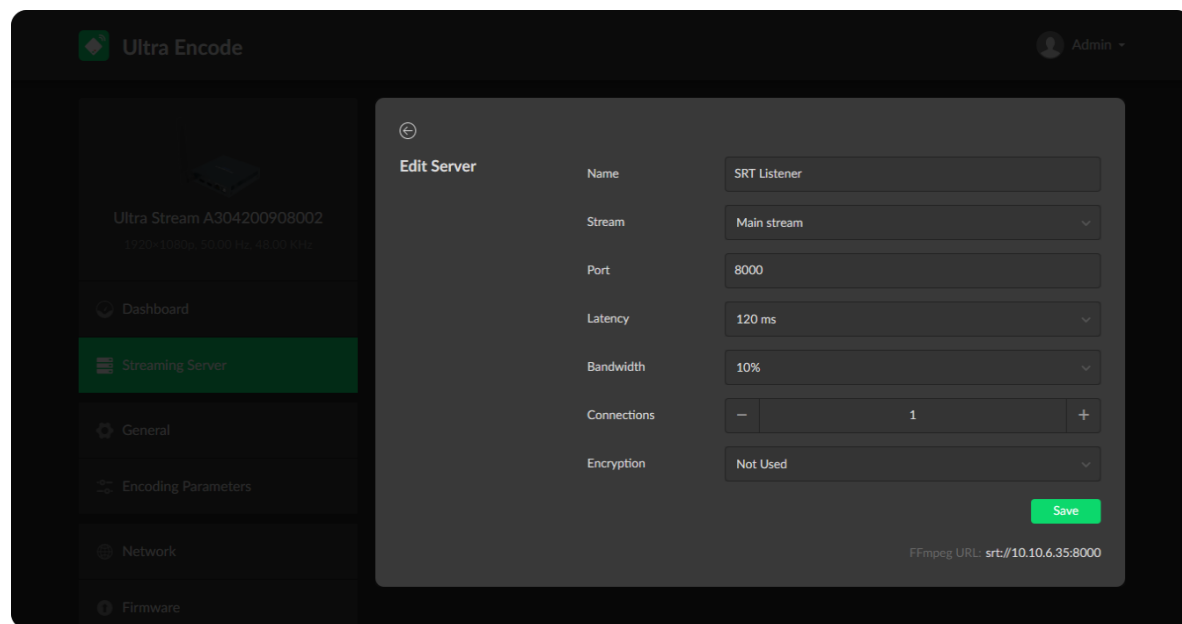 Ultra Encode
Admin
Ultra Stream A304200908002
1920×1080p, 50.00 Hz, 48.00 KHz
Dashboard
Streaming Server
General
Encoding Parameters
Network
Firmware
Edit Server
Name SRT Listener
Stream Main stream
Port 8000
Latency 120 ms
Bandwidth 10%
Connections − 1 +
Encryption Not Used
Save
FFmpeg URL: srt://10.10.6.35:8000